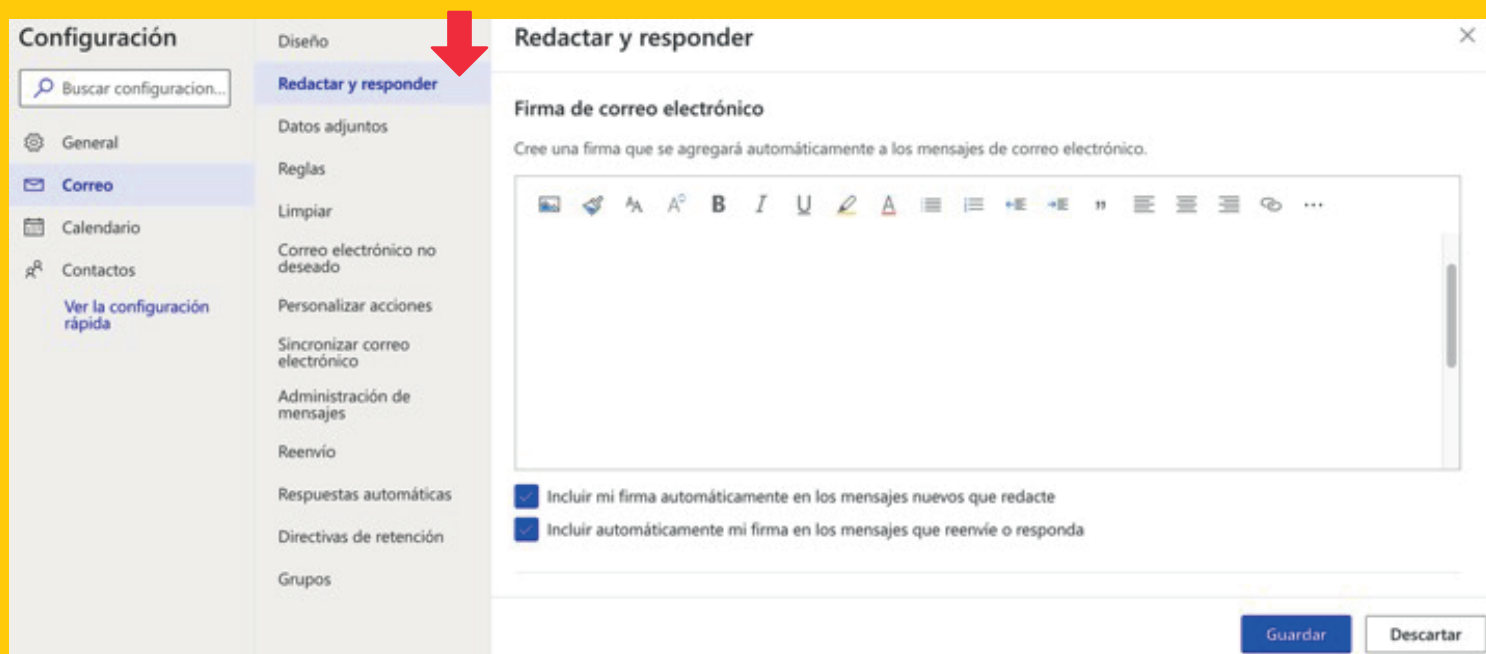 Configuración
Buscar configuracion...
General
Correo
Calendario
Contactos
Ver la configuración
rápida
Diseño
Redactar y responder
Datos adjuntos
Reglas
Limpiar
Correo electrónico no
deseado
Personalizar acciones
Sincronizar correo
electrónico
Administración de
mensajes
Reenvío
Respuestas automáticas
Directivas de retención
Grupos
Redactar y responder
Firma de correo electrónico
Cree una firma que se agregará automáticamente a los mensajes de correo electrónico.
Incluir mi firma automáticamente en los mensajes nuevos que redacte
Incluir automáticamente mi firma en los mensajes que reenvíe o responda
Guardar
Descartar